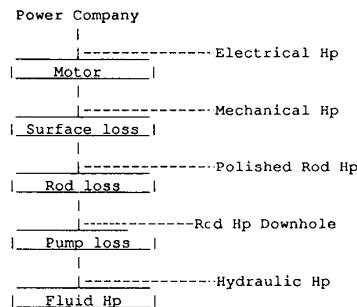 Power Company
Electrical Hp
Motor
Mechanical Hp
Surface loss
Polished Rod Hp
Rod loss
Rod Hp Downhole
Pump loss
Hydraulic Hp
Fluid Hp